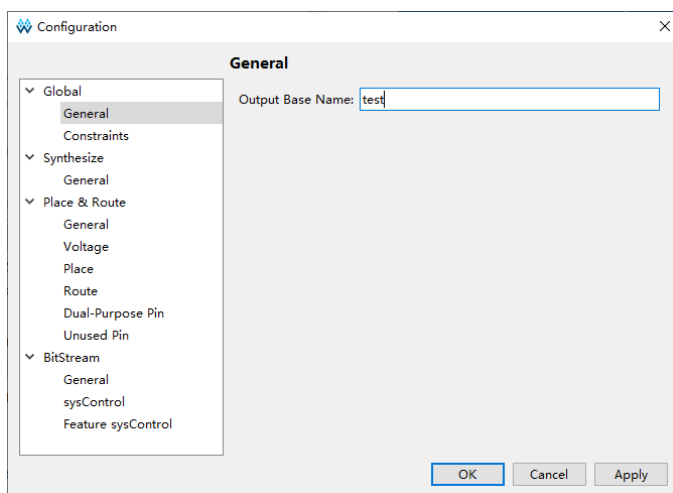 Configuration
General
Global
Output Base Name: test
General
Constraints
Synthesize
General
Place & Route
General
Voltage
Place
Route
Dual-Purpose Pin
Unused Pin
BitStream
General
sysControl
Feature sysControl
OK Cancel Apply